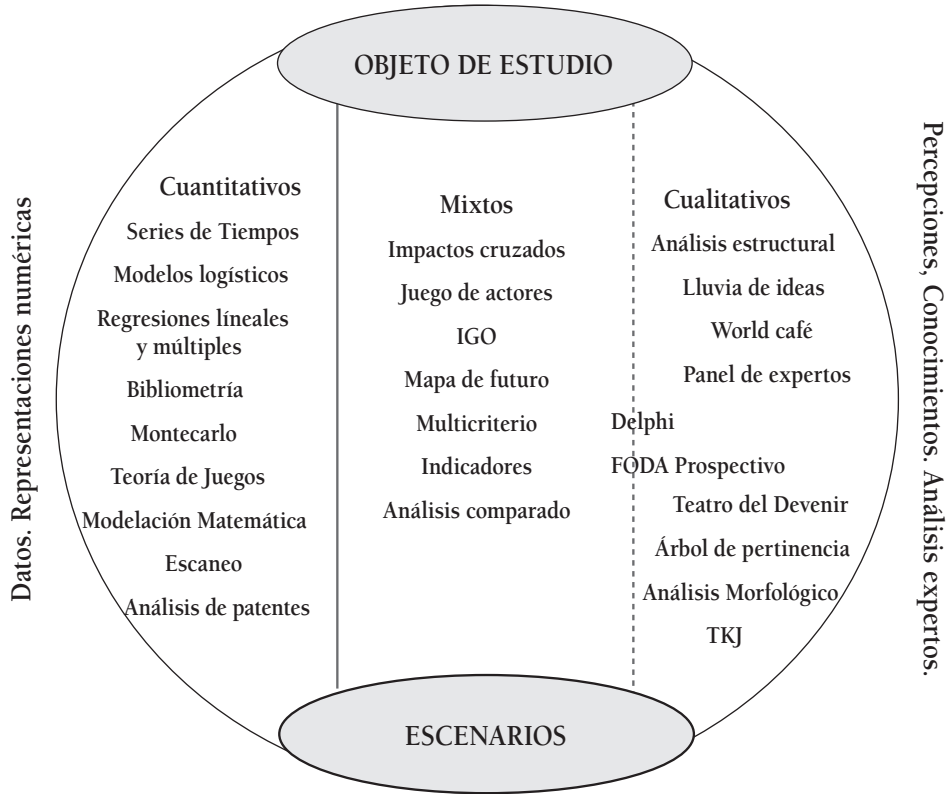 OBJETO DE ESTUDIO
Datos. Representaciones numéricas
Cuantitativos
Series de Tiempos
Modelos logísticos
Regresiones líneales
y múltiples
Bibliometría
Montecarlo
Teoría de Juegos
Modelación Matemática
Escaneo
Análisis de patentes
Mixtos
Impactos cruzados
Juego de actores
IGO
Mapa de futuro
Multicriterio
Indicadores
Análisis comparado
Cualitativos
Análisis estructural
Lluvia de ideas
World café
Panel de expertos
Delphi
FODA Prospectivo
Teatro del Devenir
Árbol de pertinencia
Análisis Morfológico
TKJ
Percepciones, Conocimientos. Análisis expertos.
ESCENARIOS